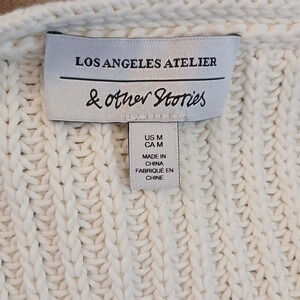 LOS ANGELES ATELIER
& other Stories
US M
CA M
MADE IN
CHINA
FABRIQUÉ EN
CHINE